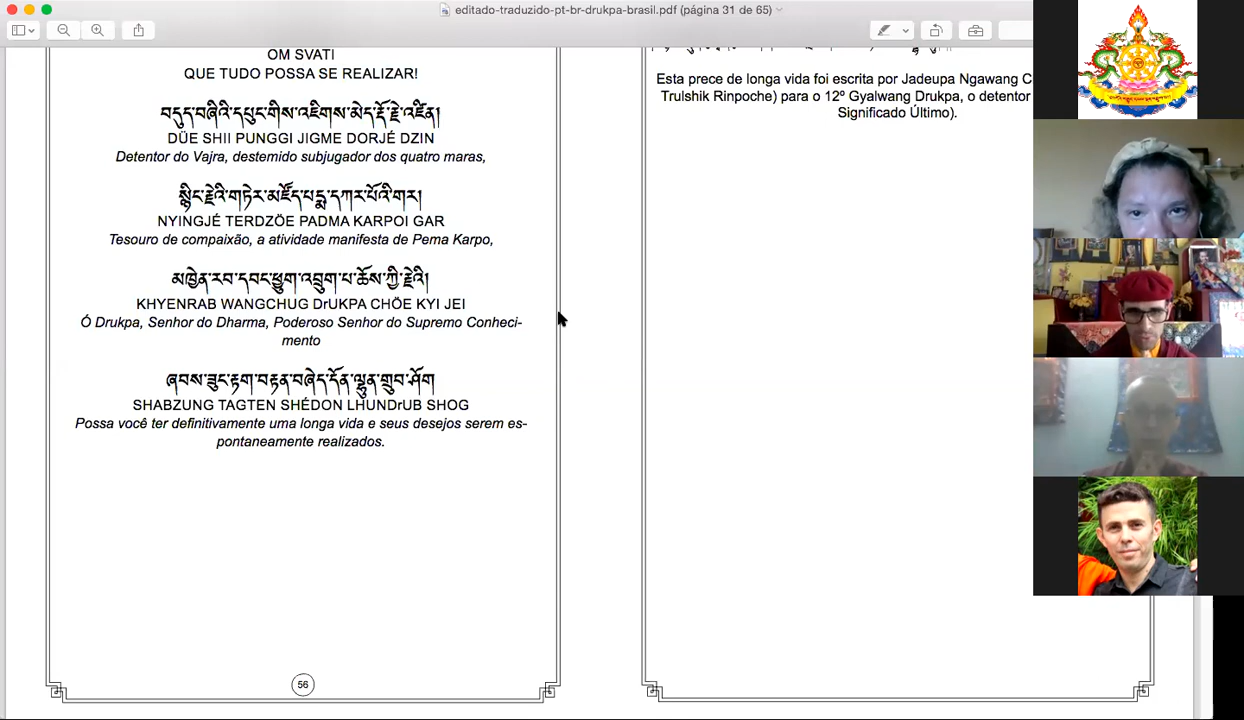 editado-traduzido-pt-br-drukpa-brasil.pdf (página 31 de 65)
OM SVATI
QUE TUDO POSSA SE REALIZAR!
བདུད་བཞིའི་དཔུང་གིས་འཇིགས་མེད་རྡོ་རྗེ་འཛིན།
DÜE SHII PUNGGI JIGME DORJÉ DZIN
Detentor do Vajra, destemido subjugador dos quatro maras,
སྙིང་རྗེའི་གཏེར་མཛོད་པདྨ་དཀར་པོའི་གར།
NYINGJÉ TERDZÖE PADMA KARPOI GAR
Tesouro de compaixão, a atividade manifesta de Pema Karpo,
མཁྱེན་རབ་དབང་ཕྱུག་འབྲུག་པ་ཆོས་ཀྱི་རྗེའི།
KHYENRAB WANGCHUG DrUKPA CHÖE KYI JEI
Ó Drukpa, Senhor do Dharma, Poderoso Senhor do Supremo Conheci-
mento
ཞབས་ཟུང་རྟག་བརྟན་བཞེད་དོན་ལྷུན་གྲུབ་ཤོག
SHABZUNG TAGTEN SHÉDON LHUNDrUB SHOG
Possa você ter definitivamente uma longa vida e seus desejos serem es-
pontaneamente realizados.
56
Esta prece de longa vida foi escrita por Jadeupa Ngawang C
Trulshik Rinpoche) para o 12º Gyalwang Drukpa, o detentor
Significado Último).